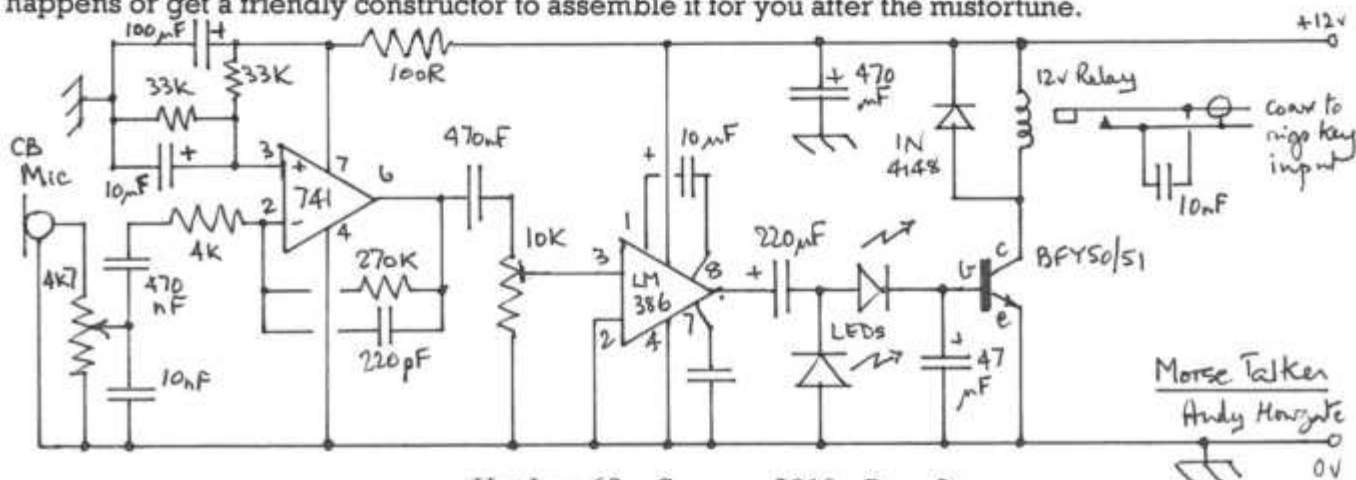 happens or get a friendly constructor to assemble it for you after the misfortune.
+12v
100µF +
33K
100R
33K
+ 470
µF
12v Relay
IN
4148
conx to
rigs key
input
10nF
CB
Mic
10µF
+
3
+
7
741
6
2
-
4
470nF
4K
270K
220pF
4k7
470
nF
10nF
10K
+
10µF
1
3
LM
386
8
2
4
7
220µF
+
LEDs
b
c
e
BFY50/51
+
47
µF
Morse Talker
Andy Howgate
0V